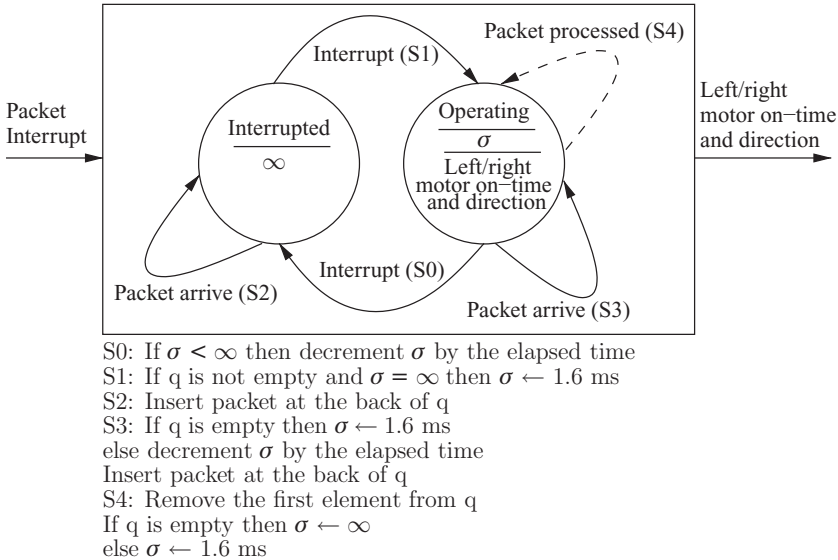 Packet processed (S4)
Interrupt (S1)
Packet
Interrupt
Left/right
motor on−time
and direction
Interrupted
∞
Operating
σ
Left/right
motor on−time
and direction
Interrupt (S0)
Packet arrive (S2)
Packet arrive (S3)
S0: If σ < ∞ then decrement σ by the elapsed time
S1: If q is not empty and σ = ∞ then σ ← 1.6 ms
S2: Insert packet at the back of q
S3: If q is empty then σ ← 1.6 ms
else decrement σ by the elapsed time
Insert packet at the back of q
S4: Remove the first element from q
If q is empty then σ ← ∞
else σ ← 1.6 ms